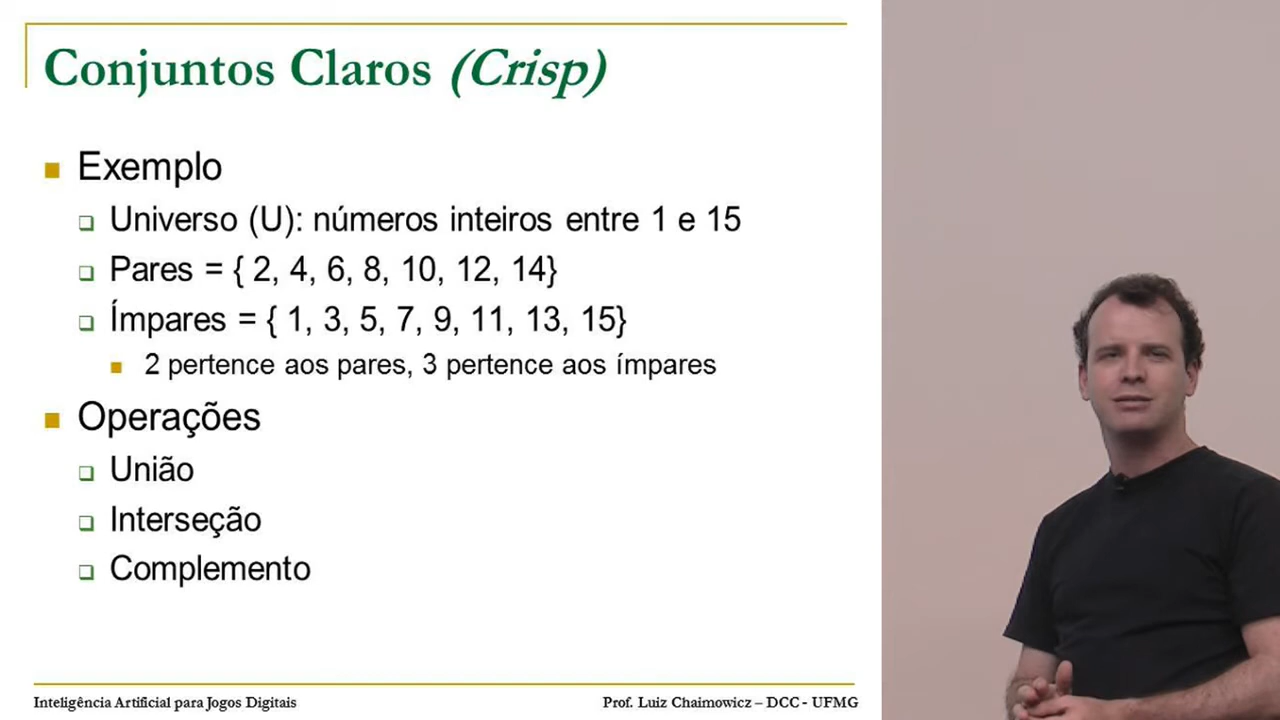 Conjuntos Claros (Crisp)
Exemplo
Universo (U): números inteiros entre 1 e 15
Pares = { 2, 4, 6, 8, 10, 12, 14}
Ímpares = { 1, 3, 5, 7, 9, 11, 13, 15}
2 pertence aos pares, 3 pertence aos ímpares
Operações
União
Interseção
Complemento
Inteligência Artificial para Jogos Digitais
Prof. Luiz Chaimowicz – DCC - UFMG